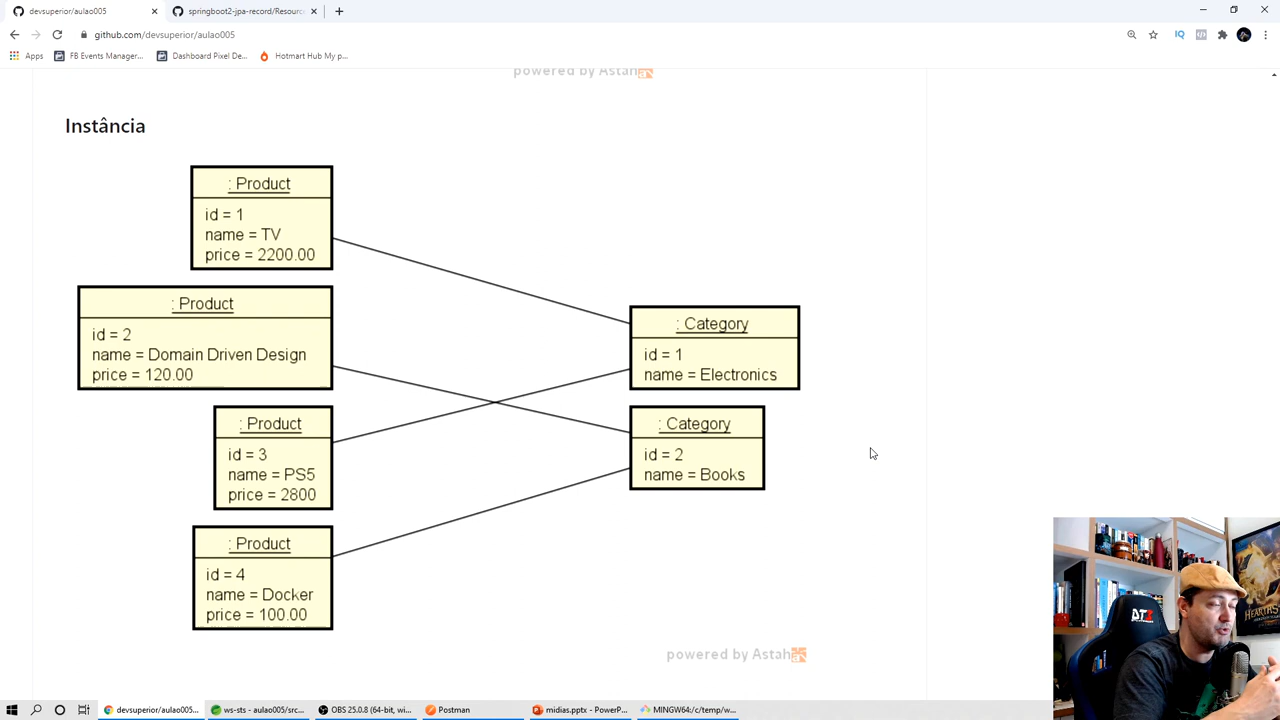 devsuperior/aulao005
springboot2-jpa-record/Resourc
github.com/devsuperior/aulao005
Apps
FB Events Manager...
Dashboard Pixel De...
Hotmart Hub My p...
powered by Astah
Instância
: Product
id = 1
name = TV
price = 2200.00
: Product
id = 2
name = Domain Driven Design
price = 120.00
: Product
id = 3
name = PS5
price = 2800
: Product
id = 4
name = Docker
price = 100.00
: Category
id = 1
name = Electronics
: Category
id = 2
name = Books
powered by Astah
devsuperior/aulao005...
ws-sts - aulao005/src...
OBS 25.0.8 (64-bit, wi...
Postman
midias.pptx - PowerP...
MINGW64:/c/temp/w...